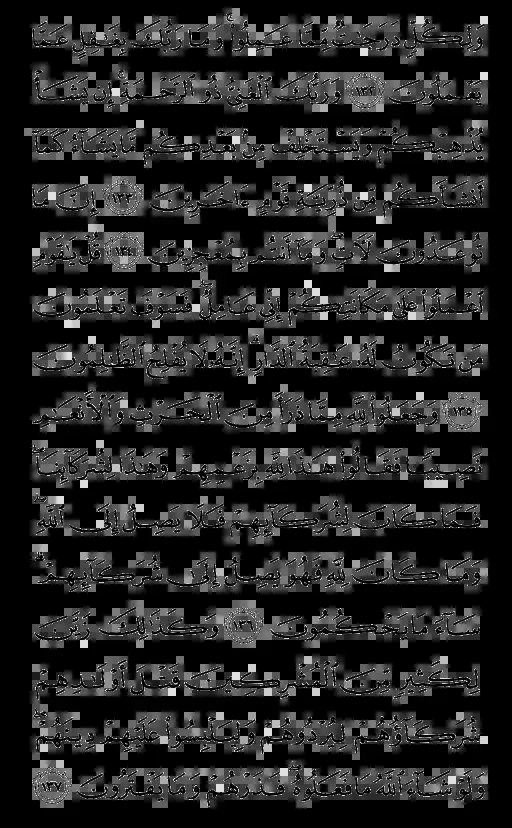 وَلِكُلٍّ دَرَجَٰتٌ مِّمَّا عَمِلُوا۟ ۚ وَمَا رَبُّكَ بِغَٰفِلٍ عَمَّا
يَعْمَلُونَ ١٣٢ وَرَبُّكَ ٱلْغَنِىُّ ذُو ٱلرَّحْمَةِ ۚ إِن يَشَأْ
يُذْهِبْكُمْ وَيَسْتَخْلِفْ مِنۢ بَعْدِكُم مَّا يَشَآءُ كَمَآ
أَنشَأَكُم مِّن ذُرِّيَّةِ قَوْمٍ ءَاخَرِينَ ١٣٣ إِنَّ مَا
تُوعَدُونَ لَءَاتٍ ۖ وَمَآ أَنتُم بِمُعْجِزِينَ ١٣٤ قُلْ يَٰقَوْمِ
ٱعْمَلُوا۟ عَلَىٰ مَكَانَتِكُمْ إِنِّى عَامِلٌ ۖ فَسَوْفَ تَعْلَمُونَ
مَن تَكُونُ لَهُۥ عَٰقِبَةُ ٱلدَّارِ ۗ إِنَّهُۥ لَا يُفْلِحُ ٱلظَّٰلِمُونَ
١٣٥ وَجَعَلُوا۟ لِلَّهِ مِمَّا ذَرَأَ مِنَ ٱلْحَرْثِ وَٱلْأَنْعَٰمِ
نَصِيبًا فَقَالُوا۟ هَٰذَا لِلَّهِ بِزَعْمِهِمْ وَهَٰذَا لِشُرَكَآئِنَا ۖ
فَمَا كَانَ لِشُرَكَآئِهِمْ فَلَا يَصِلُ إِلَى ٱللَّهِ ۖ
وَمَا كَانَ لِلَّهِ فَهُوَ يَصِلُ إِلَىٰ شُرَكَآئِهِمْ ۗ
سَآءَ مَا يَحْكُمُونَ ١٣٦ وَكَذَٰلِكَ زَيَّنَ
لِكَثِيرٍ مِّنَ ٱلْمُشْرِكِينَ قَتْلَ أَوْلَٰدِهِمْ
شُرَكَآؤُهُمْ لِيُرْدُوهُمْ وَلِيَلْبِسُوا۟ عَلَيْهِمْ دِينَهُمْ ۖ
وَلَوْ شَآءَ ٱللَّهُ مَا فَعَلُوهُ ۖ فَذَرْهُمْ وَمَا يَفْتَرُونَ ١٣٧